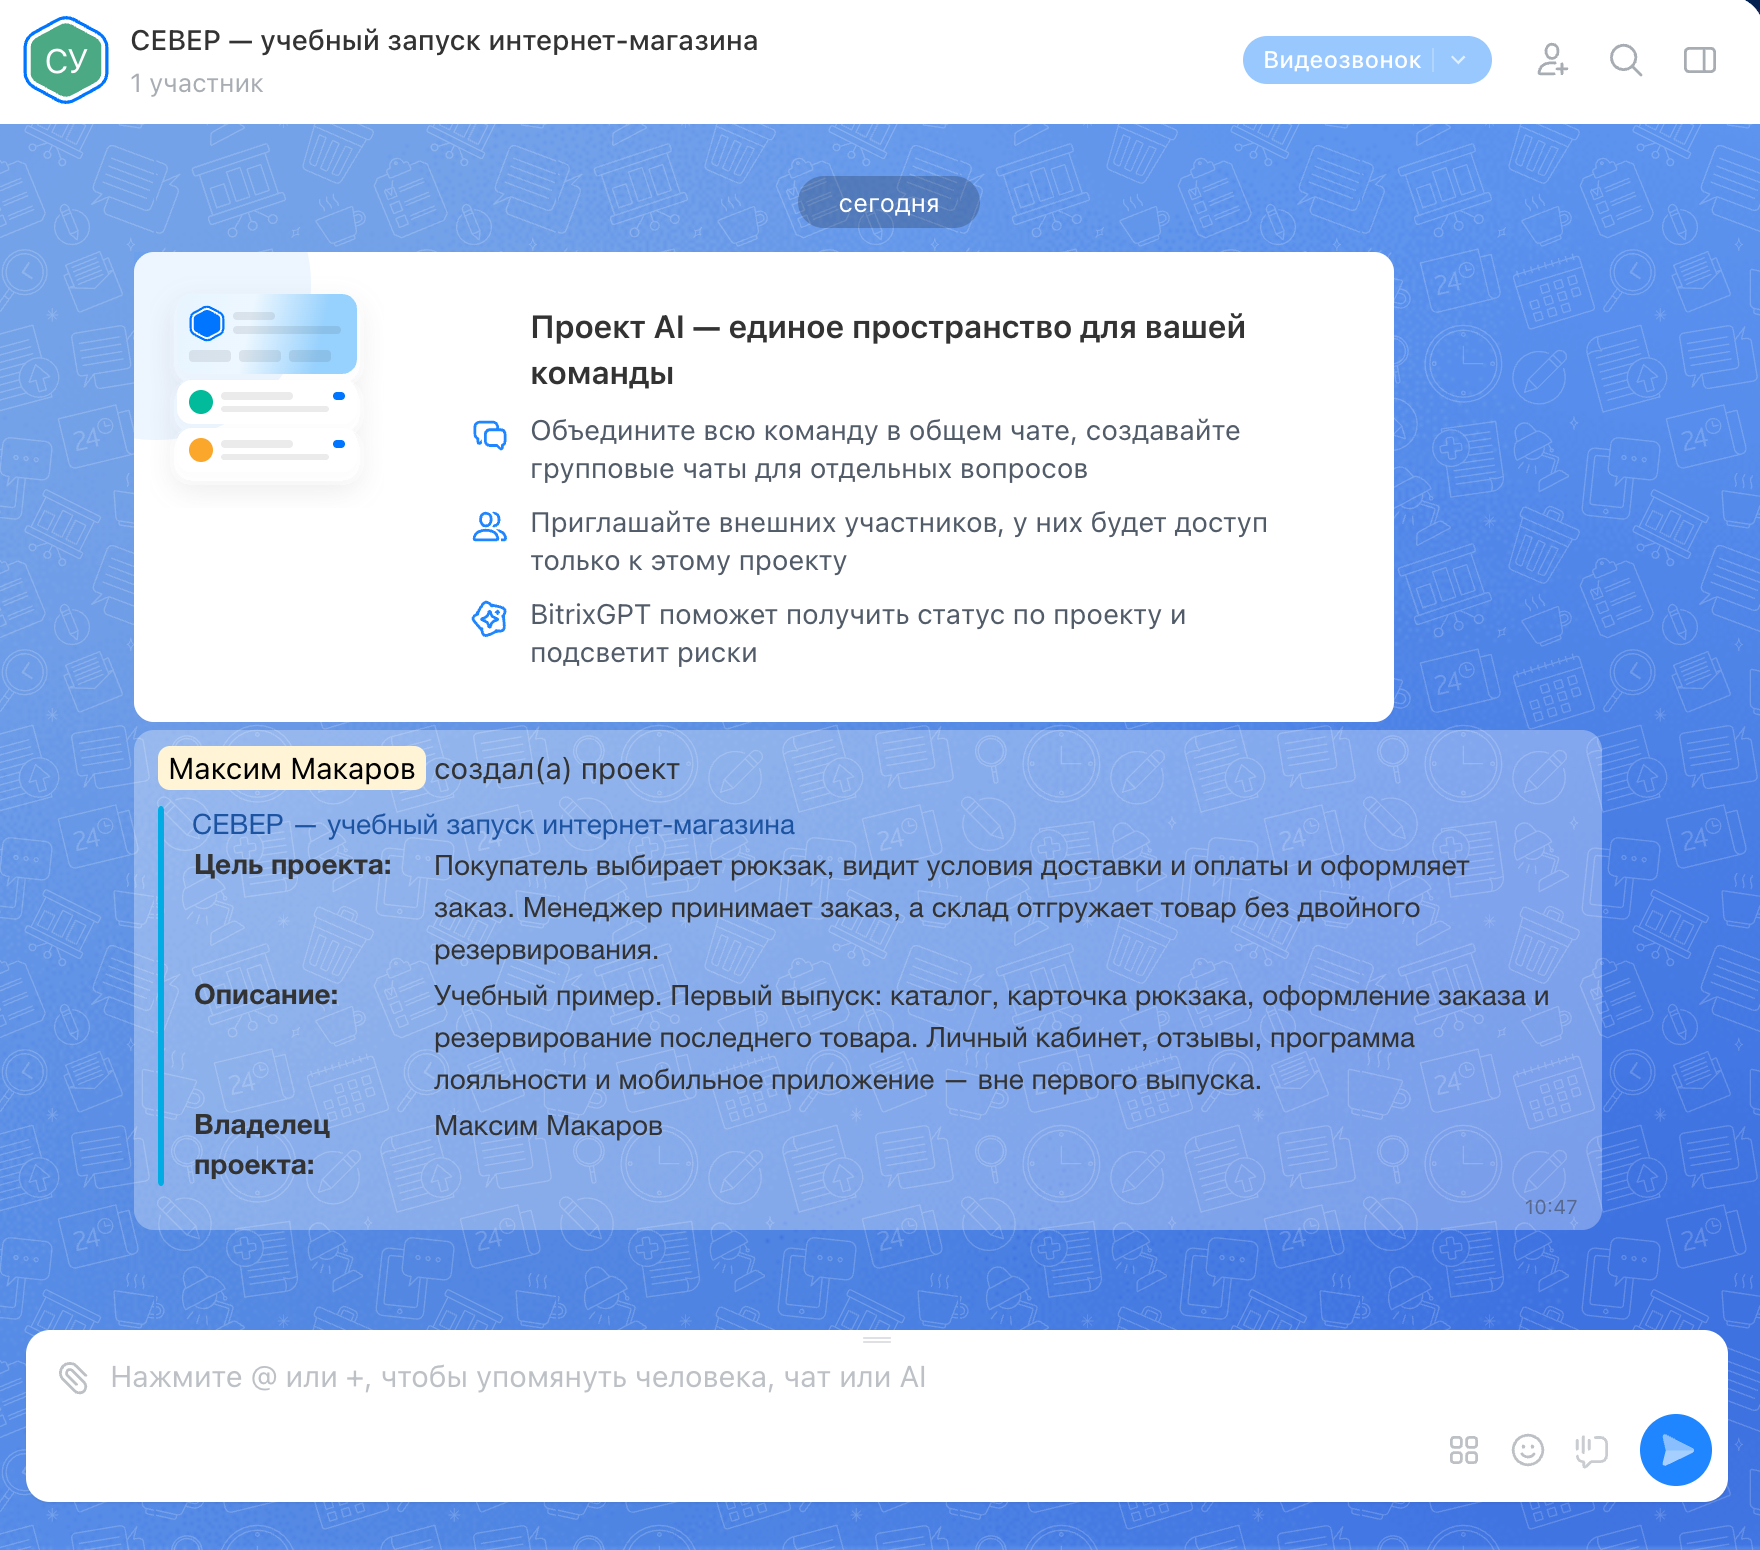 СУ
СЕВЕР — учебный запуск интернет-магазина
1 участник
Видеозвонок
сегодня
Проект AI — единое пространство для вашей
команды
Объедините всю команду в общем чате, создавайте
групповые чаты для отдельных вопросов
Приглашайте внешних участников, у них будет доступ
только к этому проекту
BitrixGPT поможет получить статус по проекту и
подсветит риски
Максим Макаров создал(а) проект
СЕВЕР — учебный запуск интернет-магазина
Цель проекта: Покупатель выбирает рюкзак, видит условия доставки и оплаты и оформляет
заказ. Менеджер принимает заказ, а склад отгружает товар без двойного
резервирования.
Описание: Учебный пример. Первый выпуск: каталог, карточка рюкзака, оформление заказа и
резервирование последнего товара. Личный кабинет, отзывы, программа
лояльности и мобильное приложение — вне первого выпуска.
Владелец Максим Макаров
проекта:
10:47
Нажмите @ или +, чтобы упомянуть человека, чат или AI